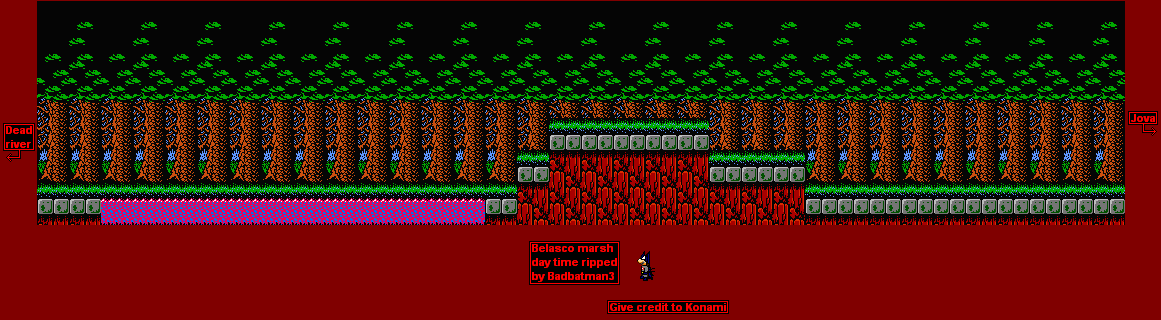 Dead
river
Jova
Belasco marsh
day time ripped
by Badbatman3
Give credit to Konami